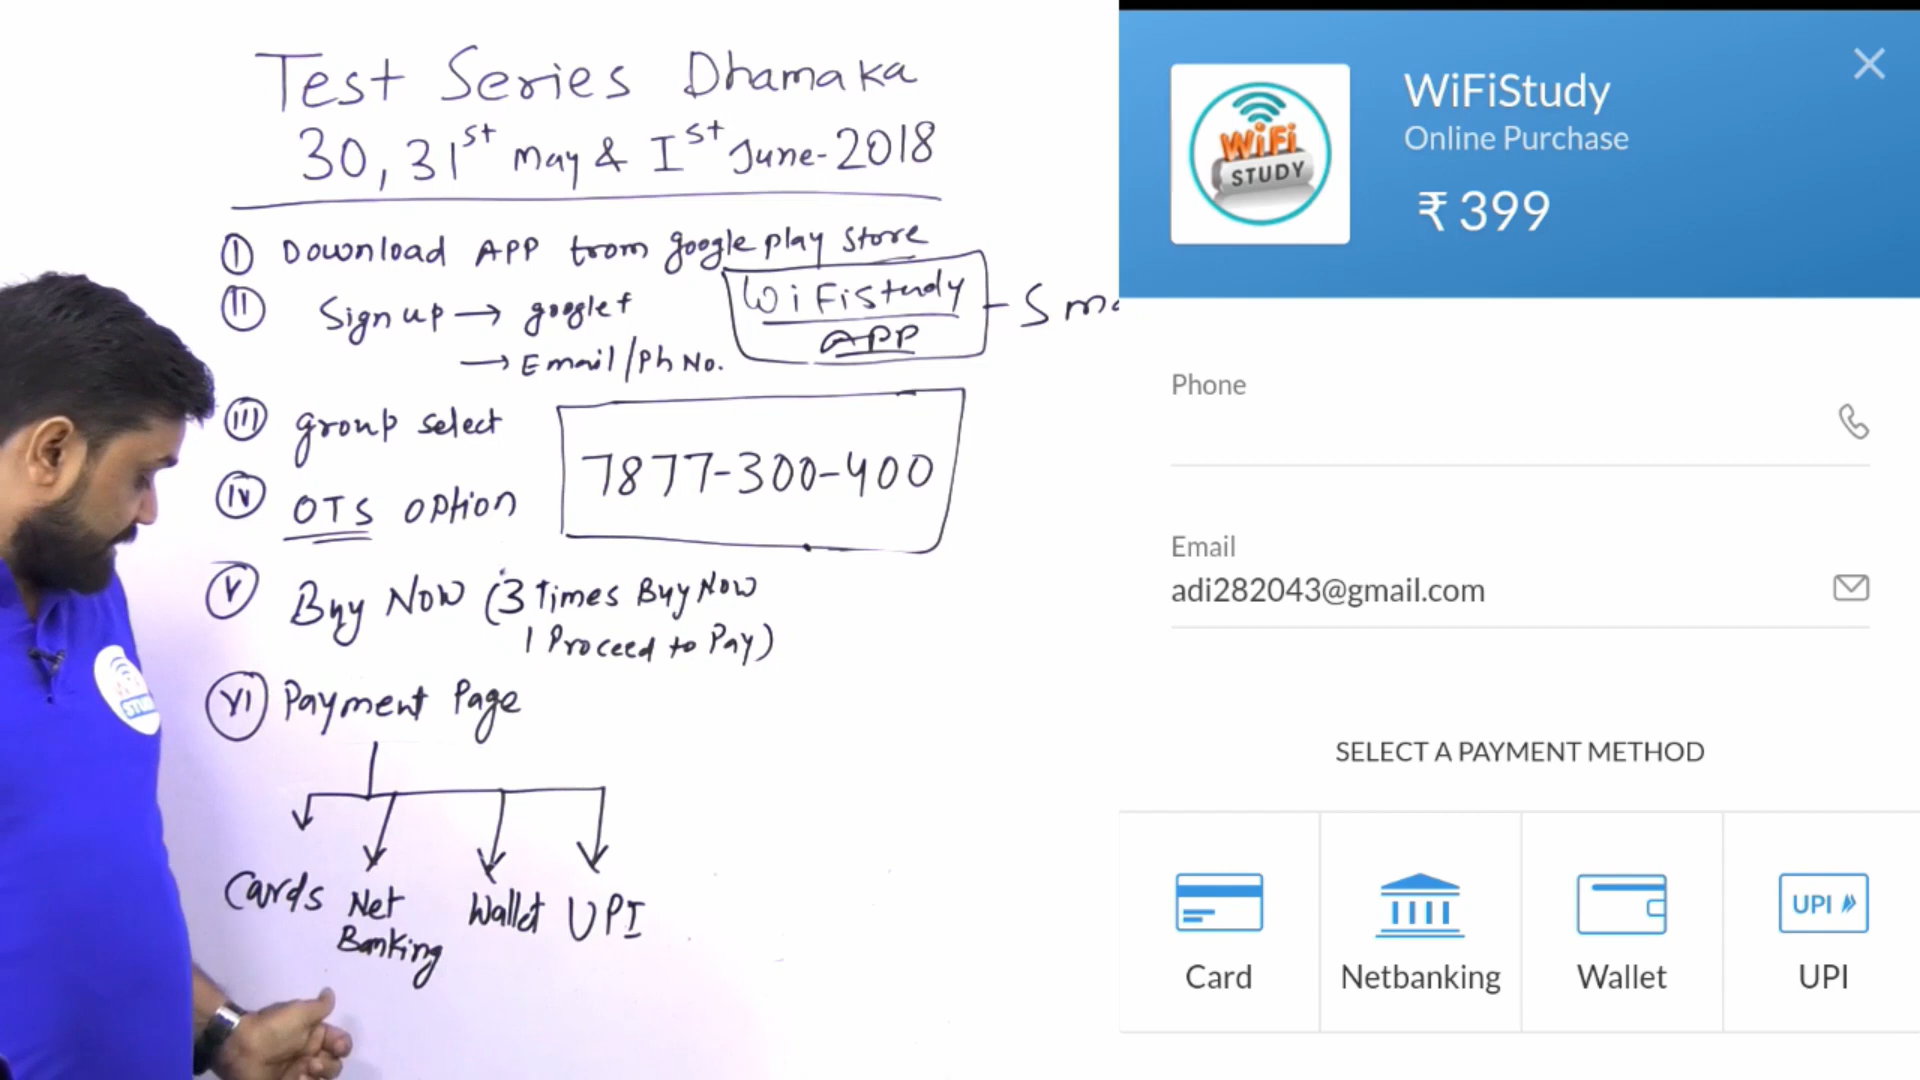 Test Series Dhamaka
30, 31st May & Ist June-2018
I Download APP from google play store
II Sign up → google+
→ Email/Ph No.
WiFistudy
APP
III group select
7877-300-400
IV OTS option
V Buy Now (3 Times Buy Now
1 Proceed to Pay)
VI Payment Page
Cards Net Banking Wallet UPI
WiFi
STUDY
WiFiStudy
Online Purchase
₹ 399
Phone
Email
adi282043@gmail.com
SELECT A PAYMENT METHOD
UPI
Card Netbanking Wallet UPI